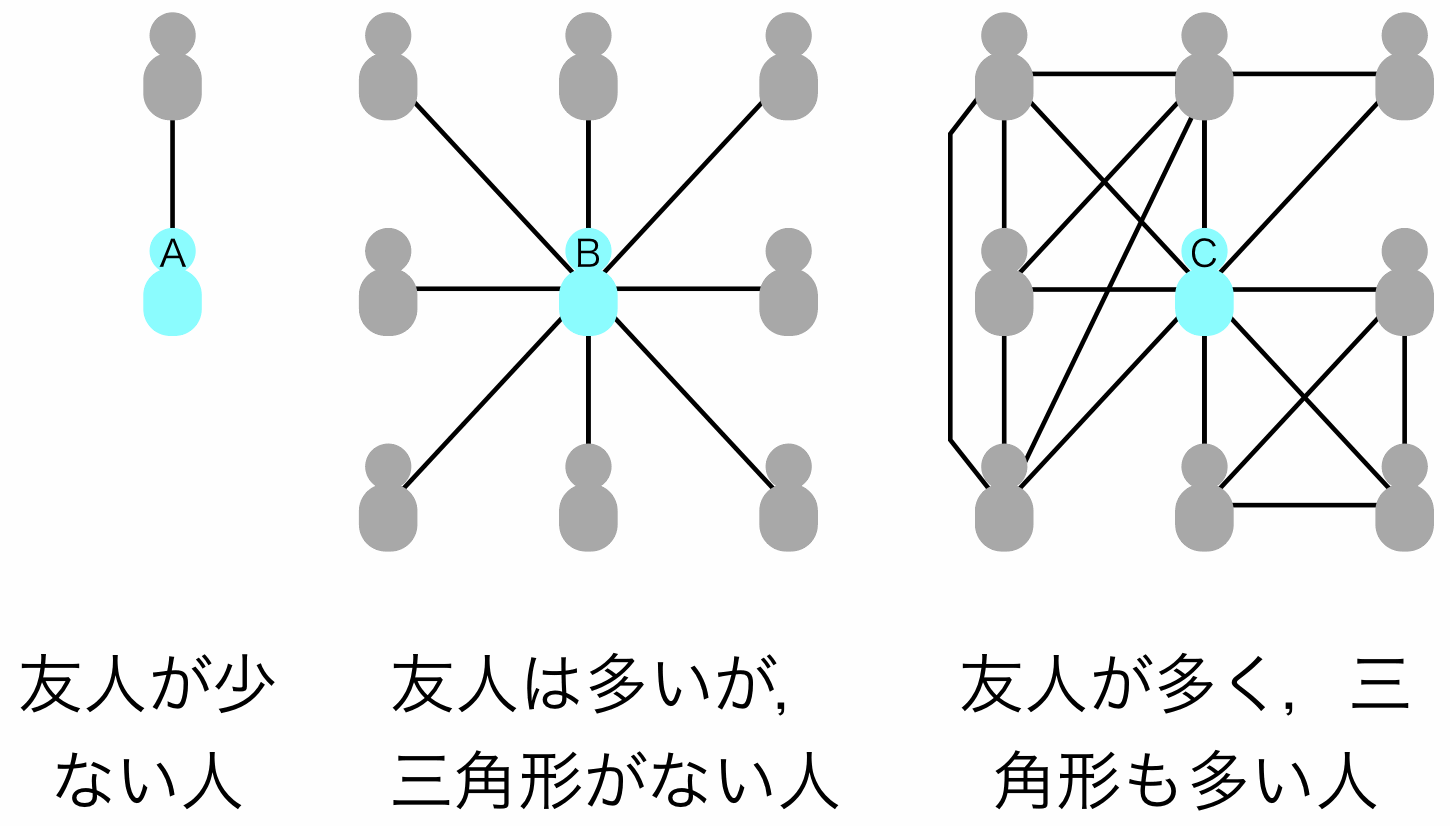 A
B
C
友人が少
ない人
友人は多いが,
三角形がない人
友人が多く, 三
角形も多い人